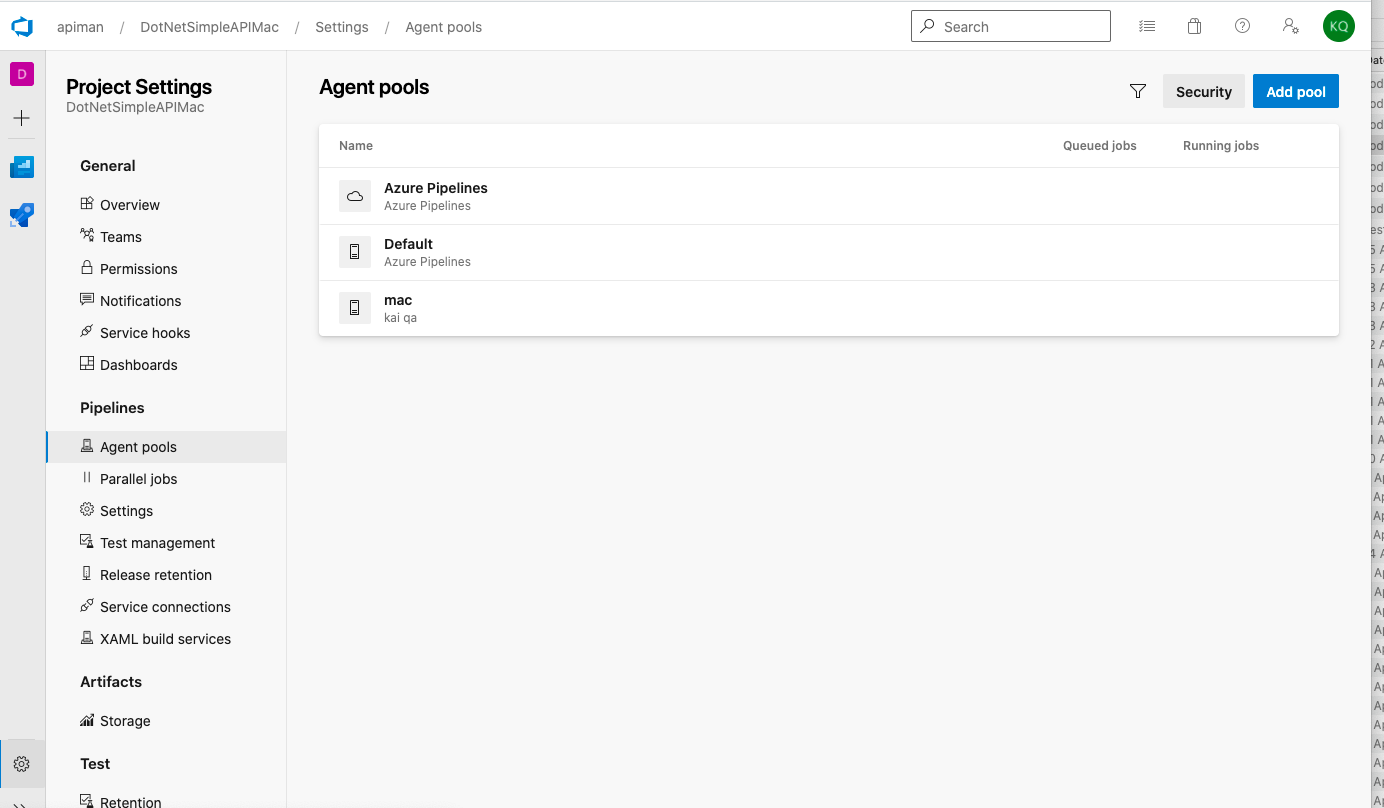 apiman / DotNetSimpleAPIMac / Settings / Agent pools
Search
KQ
D
Project Settings
DotNetSimpleAPIMac
General
Overview
Teams
Permissions
Notifications
Service hooks
Dashboards
Pipelines
Agent pools
Parallel jobs
Settings
Test management
Release retention
Service connections
XAML build services
Artifacts
Storage
Test
Retention
Agent pools
Security
Add pool
Name Queued jobs Running jobs
Azure Pipelines
Azure Pipelines
Default
Azure Pipelines
mac
kai qa